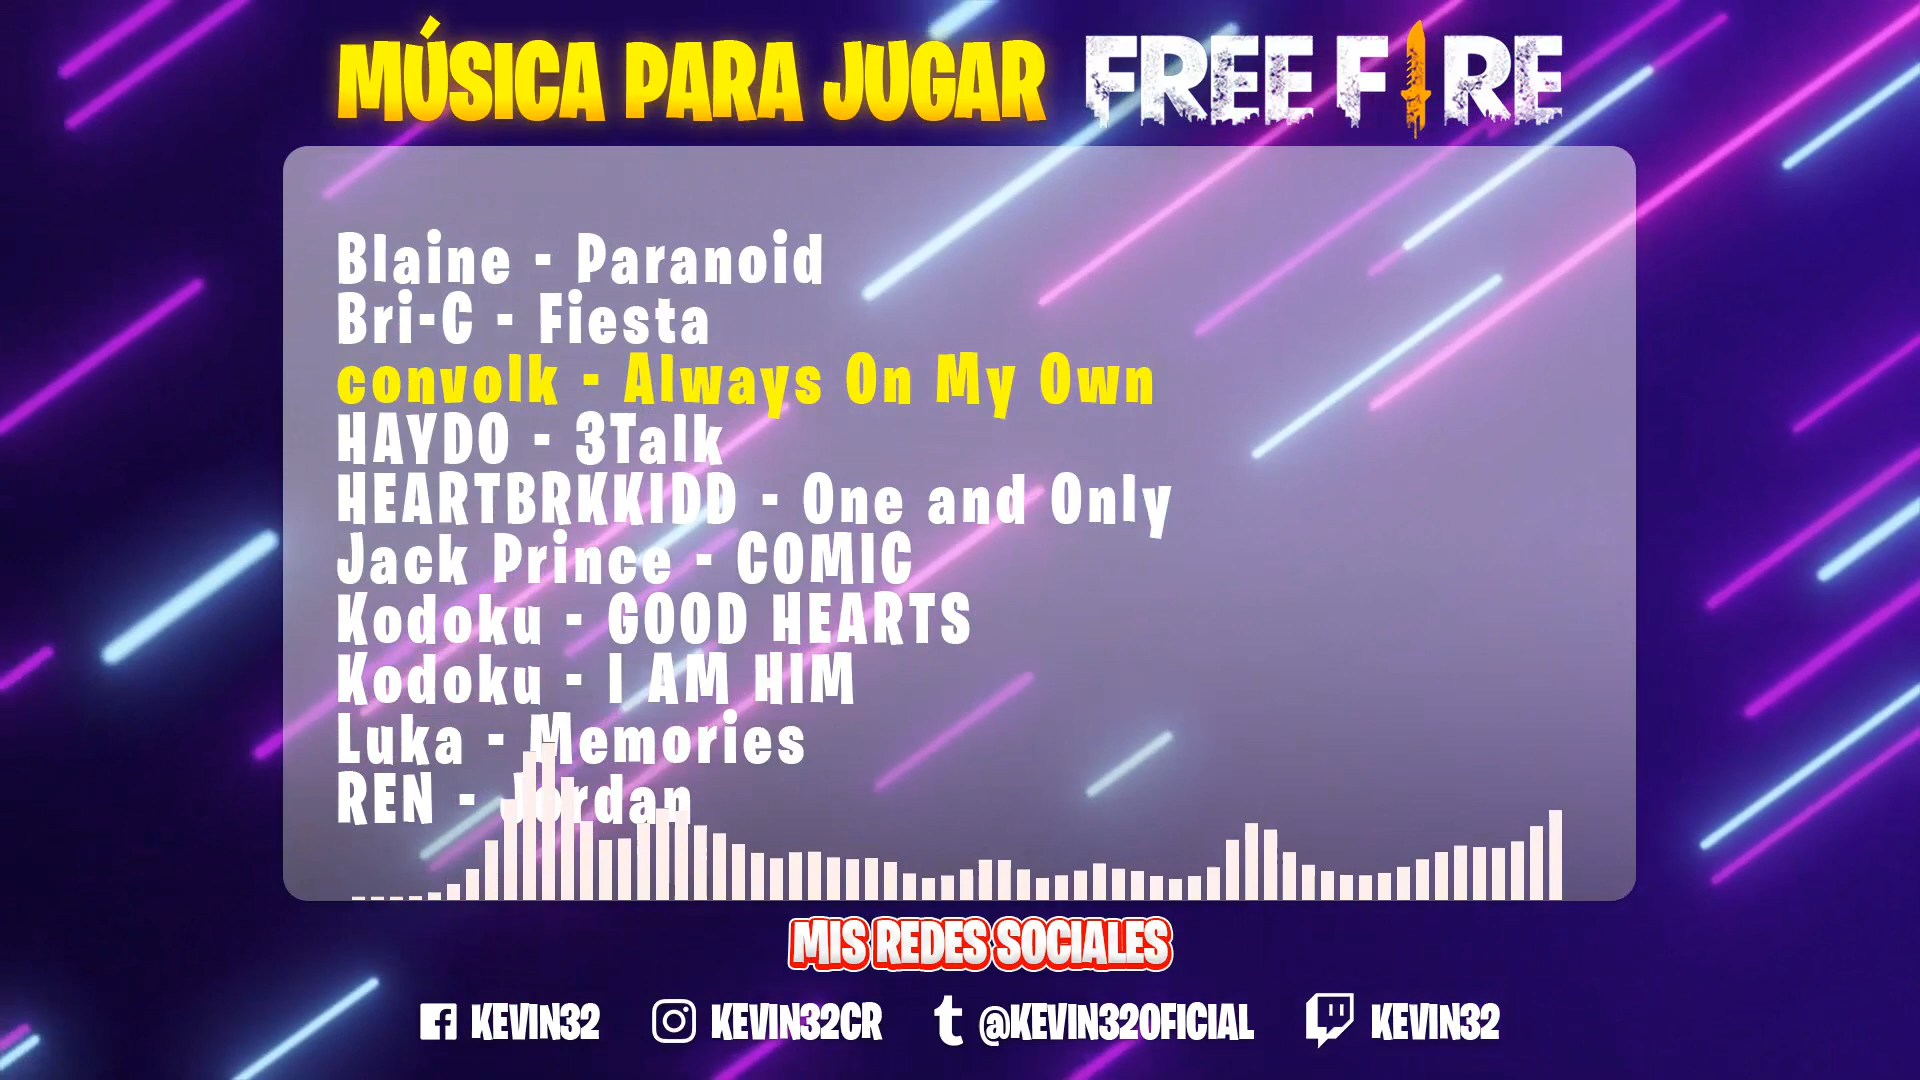 MÚSICA PARA JUGAR FREE FIRE
Blaine - Paranoid
Bri-C - Fiesta
convolk - Always On My Own
HAYDO - 3Talk
HEARTBRKKIDD - One and Only
Jack Prince - COMIC
Kodoku - GOOD HEARTS
Kodoku - I AM HIM
Luka - Memories
REN - Jordan
MIS REDES SOCIALES
KEVIN32 KEVIN32CR @KEVIN32OFICIAL KEVIN32